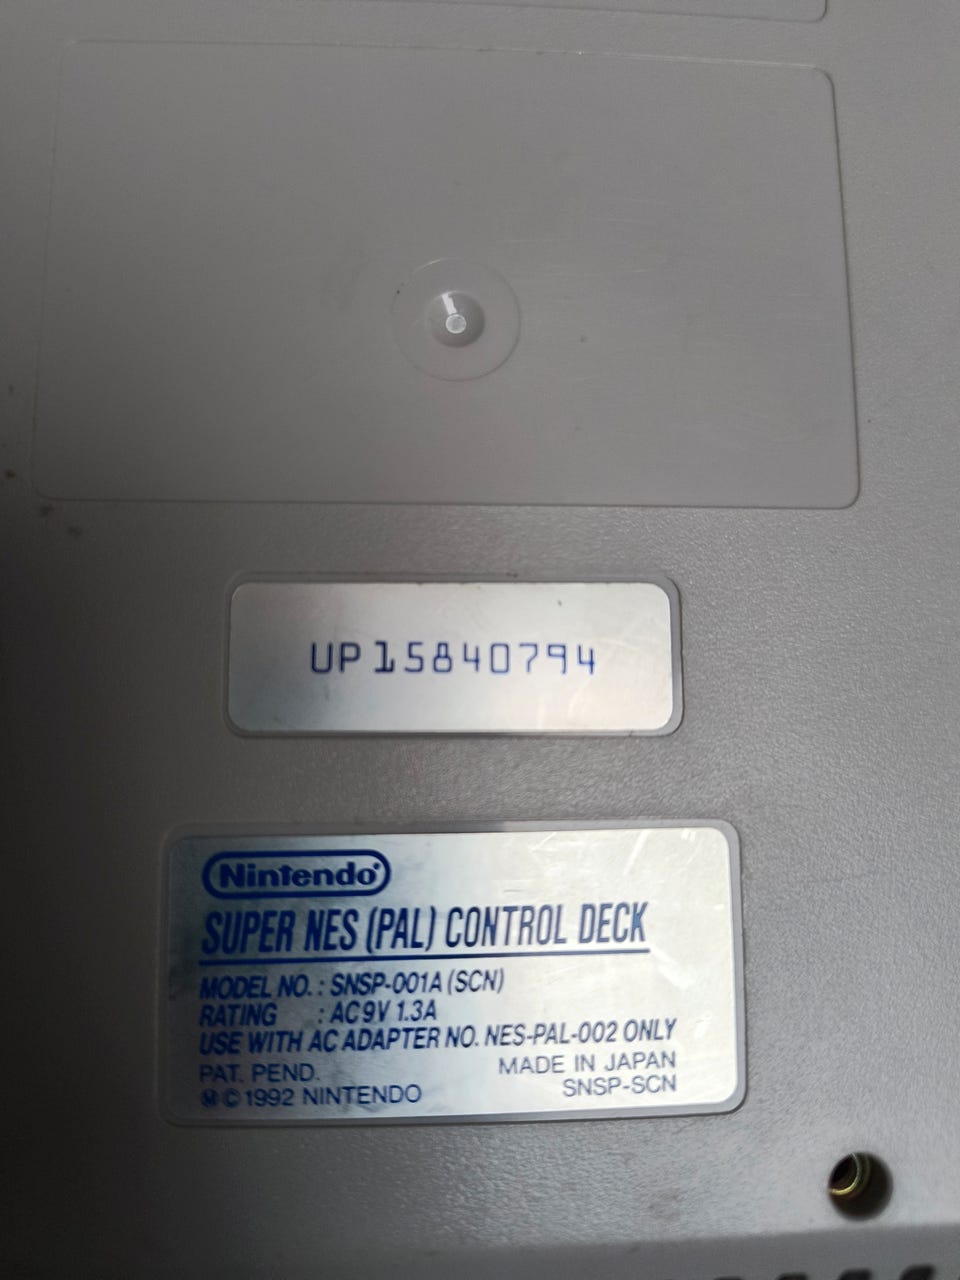 UP15840794
Nintendo
SUPER NES (PAL) CONTROL DECK
MODEL NO. : SNSP-001A (SCN)
RATING : AC 9V 1.3A
USE WITH AC ADAPTER NO. NES-PAL-002 ONLY
PAT. PEND. MADE IN JAPAN
Ⓜ © 1992 NINTENDO SNSP-SCN